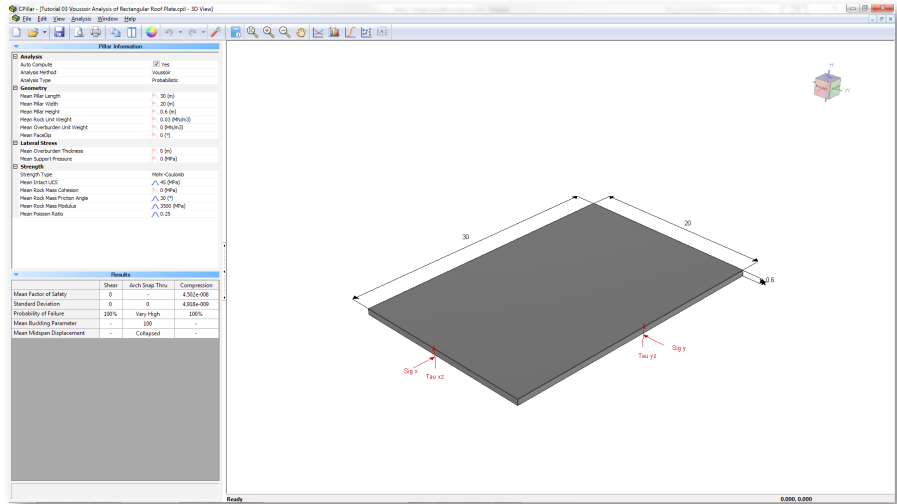 CPillar - [Tutorial 03 Voussoir Analysis of Rectangular Roof Plate.cpil - 3D View]
File Edit View Analysis Window Help
Pillar Information
Analysis
Auto Compute Yes
Analysis Method Voussoir
Analysis Type Probabilistic
Geometry
Mean Pillar Length 30 (m)
Mean Pillar Width 20 (m)
Mean Pillar Height 0.6 (m)
Mean Rock Unit Weight 0.03 (MN/m3)
Mean Overburden Unit Weight 0 (MN/m3)
Mean FaceDip 0 (°)
Lateral Stress
Mean Overburden Thickness 0 (m)
Mean Support Pressure 0 (MPa)
Strength
Strength Type Mohr-Coulomb
Mean Intact UCS 45 (MPa)
Mean Rock Mass Cohesion 0 (MPa)
Mean Rock Mass Friction Angle 30 (°)
Mean Rock Mass Modulus 3500 (MPa)
Mean Poisson Ratio 0.25
Results
Shear Arch Snap Thru Compression
Mean Factor of Safety 0 - 4.502e-008
Standard Deviation 0 0 4.918e-009
Probability of Failure 100% Very High 100%
Mean Buckling Parameter - 100 -
Mean Midspan Displacement - Collapsed -
H
W
30
20
0.6
Sig x
Tau xz
Sig y
Tau yz
Ready 0.000, 0.000